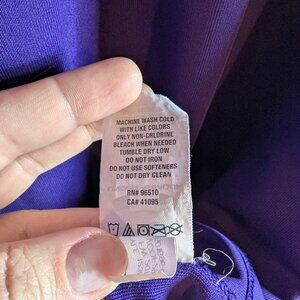 MACHINE WASH COLD
WITH LIKE COLORS
ONLY NON-CHLORINE
BLEACH WHEN NEEDED
TUMBLE DRY LOW
DO NOT IRON
DO NOT USE SOFTENERS
DO NOT DRY CLEAN
RN# 96510
CA# 41095